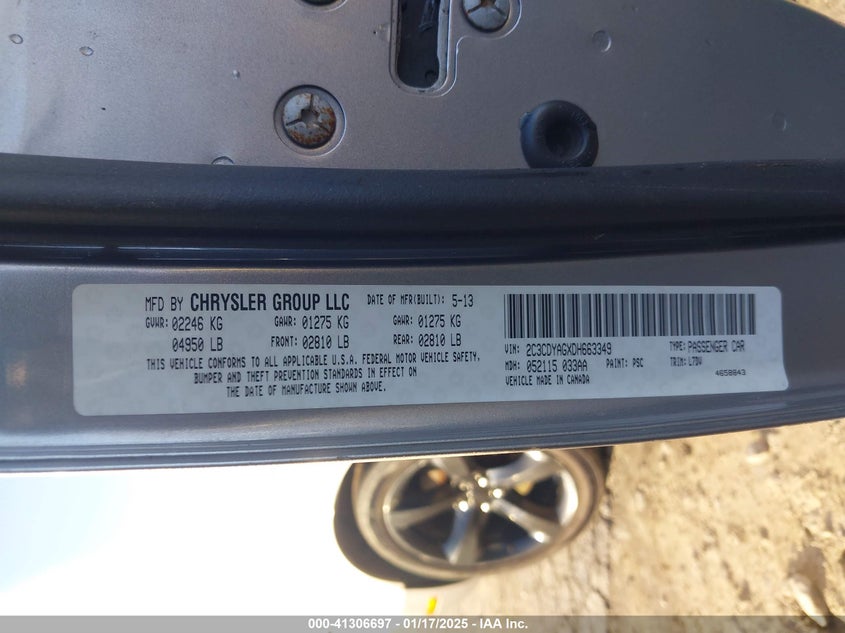 MFD BY CHRYSLER GROUP LLC DATE OF MFR(BUILT): 5-13
GVWR: 02246 KG GAWR: 01275 KG GAWR: 01275 KG
04950 LB FRONT: 02810 LB REAR: 02810 LB
THIS VEHICLE CONFORMS TO ALL APPLICABLE U.S.A. FEDERAL MOTOR VEHICLE SAFETY,
BUMPER AND THEFT PREVENTION STANDARDS IN EFFECT ON
THE DATE OF MANUFACTURE SHOWN ABOVE.
VIN: 2C3CDYAGXDH663349 TYPE: PASSENGER CAR
MDH: 052115 033AA PAINT: PSC TRIM: L7DV
VEHICLE MADE IN CANADA 4658843
000-41306697 - 01/17/2025 - IAA Inc.